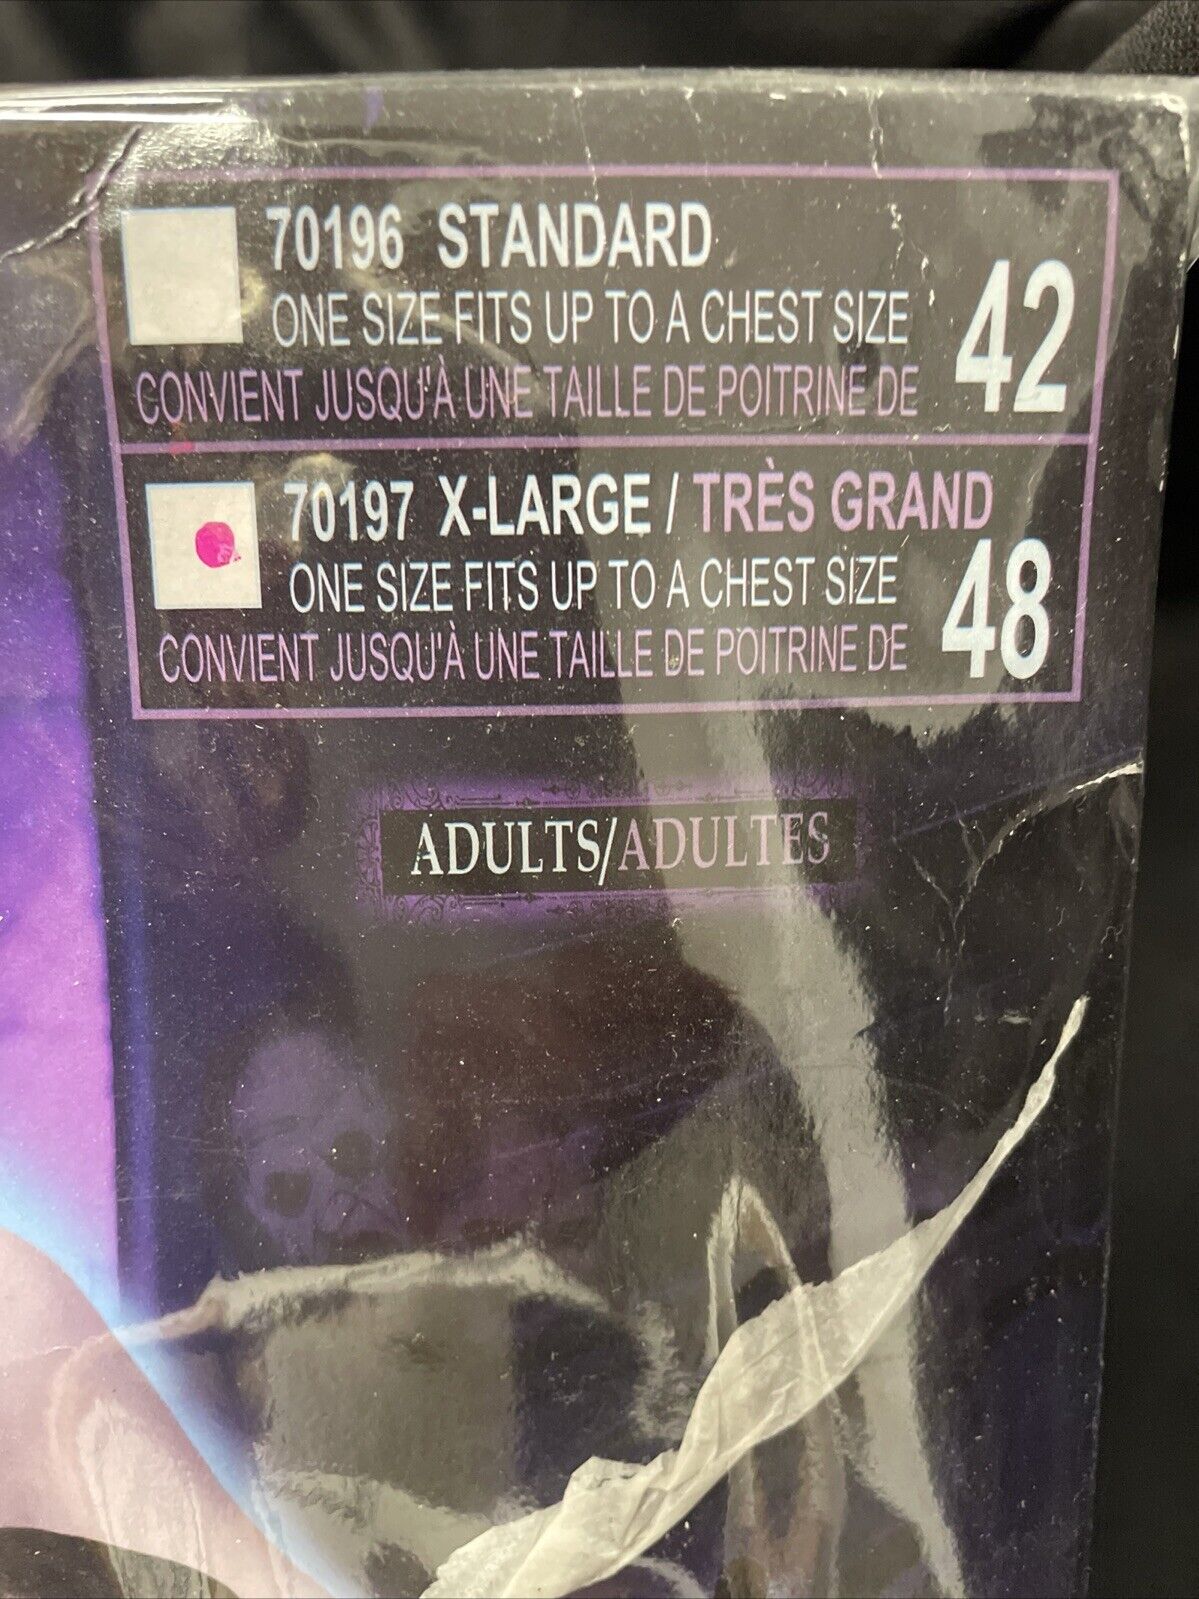 70196 STANDARD
ONE SIZE FITS UP TO A CHEST SIZE 42
CONVIENT JUSQU'À UNE TAILLE DE POITRINE DE
70197 X-LARGE / TRÈS GRAND
ONE SIZE FITS UP TO A CHEST SIZE 48
CONVIENT JUSQU'À UNE TAILLE DE POITRINE DE
ADULTS/ADULTES